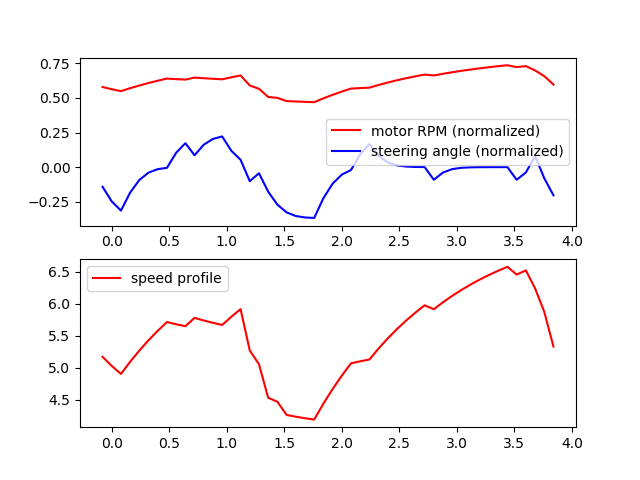 0.75
0.50
0.25
0.00
−0.25
motor RPM (normalized)
steering angle (normalized)
0.0 0.5 1.0 1.5 2.0 2.5 3.0 3.5 4.0
6.5
6.0
5.5
5.0
4.5
speed profile
0.0 0.5 1.0 1.5 2.0 2.5 3.0 3.5 4.0